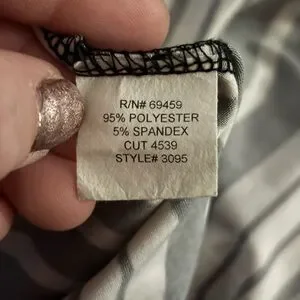 R/N# 69459
95% POLYESTER
5% SPANDEX
CUT 4539
STYLE# 3095